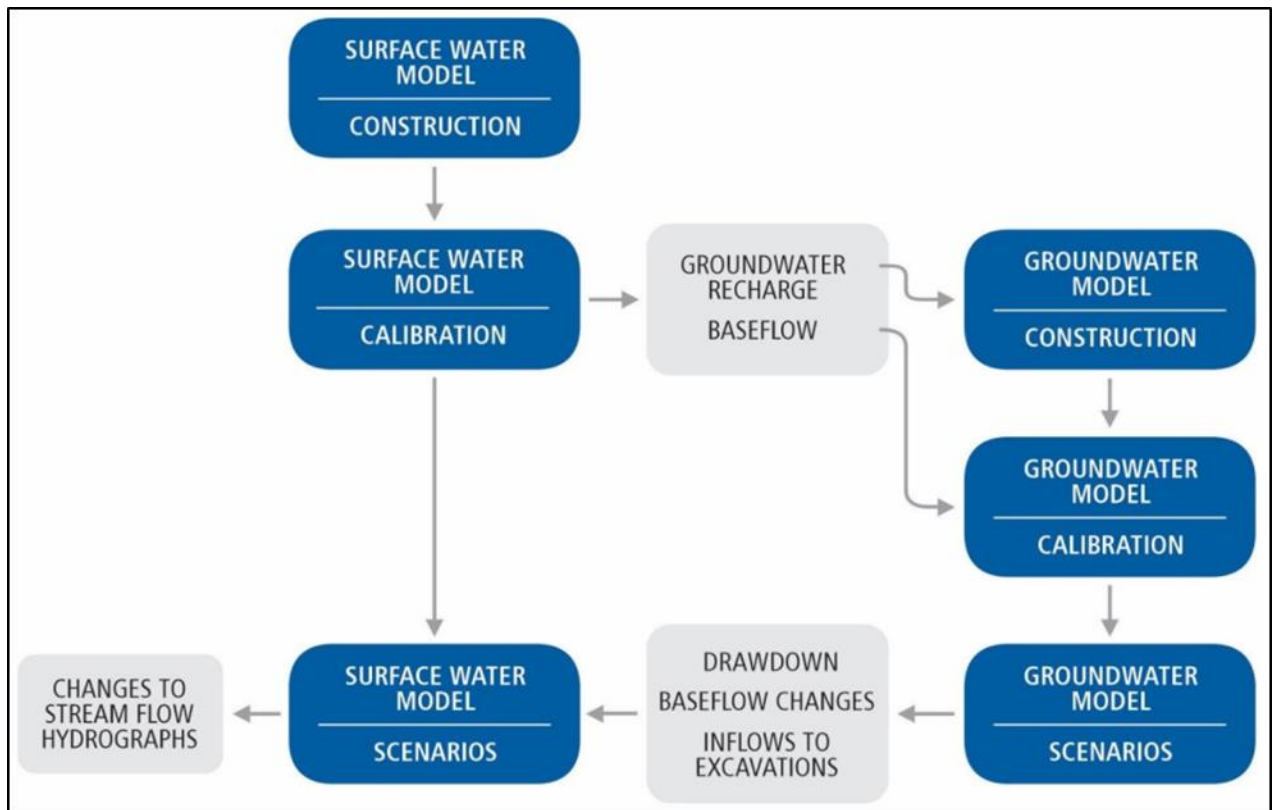 SURFACE WATER
MODEL
CONSTRUCTION
SURFACE WATER
MODEL
CALIBRATION
GROUNDWATER
RECHARGE
BASEFLOW
GROUNDWATER
MODEL
CONSTRUCTION
GROUNDWATER
MODEL
CALIBRATION
GROUNDWATER
MODEL
SCENARIOS
DRAWDOWN
BASEFLOW CHANGES
INFLOWS TO
EXCAVATIONS
SURFACE WATER
MODEL
SCENARIOS
CHANGES TO
STREAM FLOW
HYDROGRAPHS